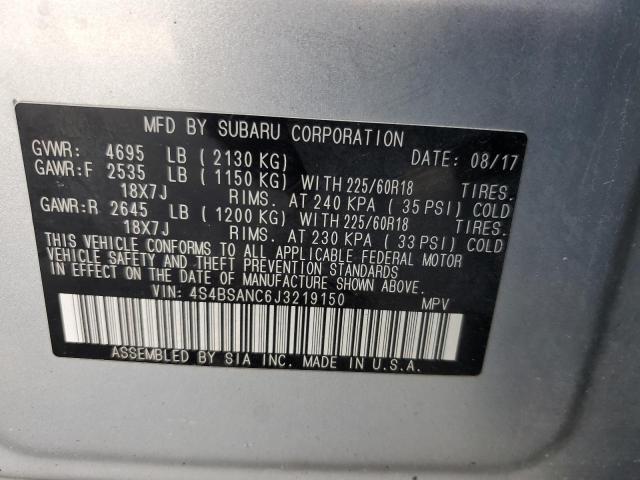 MFD BY SUBARU CORPORATION
GVWR: 4695 LB ( 2130 KG) DATE: 08/17
GAWR:F 2535 LB ( 1150 KG) WITH 225/60R18 TIRES.
18X7J RIMS. AT 240 KPA ( 35 PSI) COLD
GAWR:R 2645 LB ( 1200 KG) WITH 225/60R18 TIRES.
18X7J RIMS. AT 230 KPA ( 33 PSI) COLD
THIS VEHICLE CONFORMS TO ALL APPLICABLE FEDERAL MOTOR
VEHICLE SAFETY AND THEFT PREVENTION STANDARDS
IN EFFECT ON THE DATE OF MANUFACTURE SHOWN ABOVE.
VIN: 4S4BSANC6J3219150 MPV
ASSEMBLED BY SIA INC. MADE IN U.S.A.